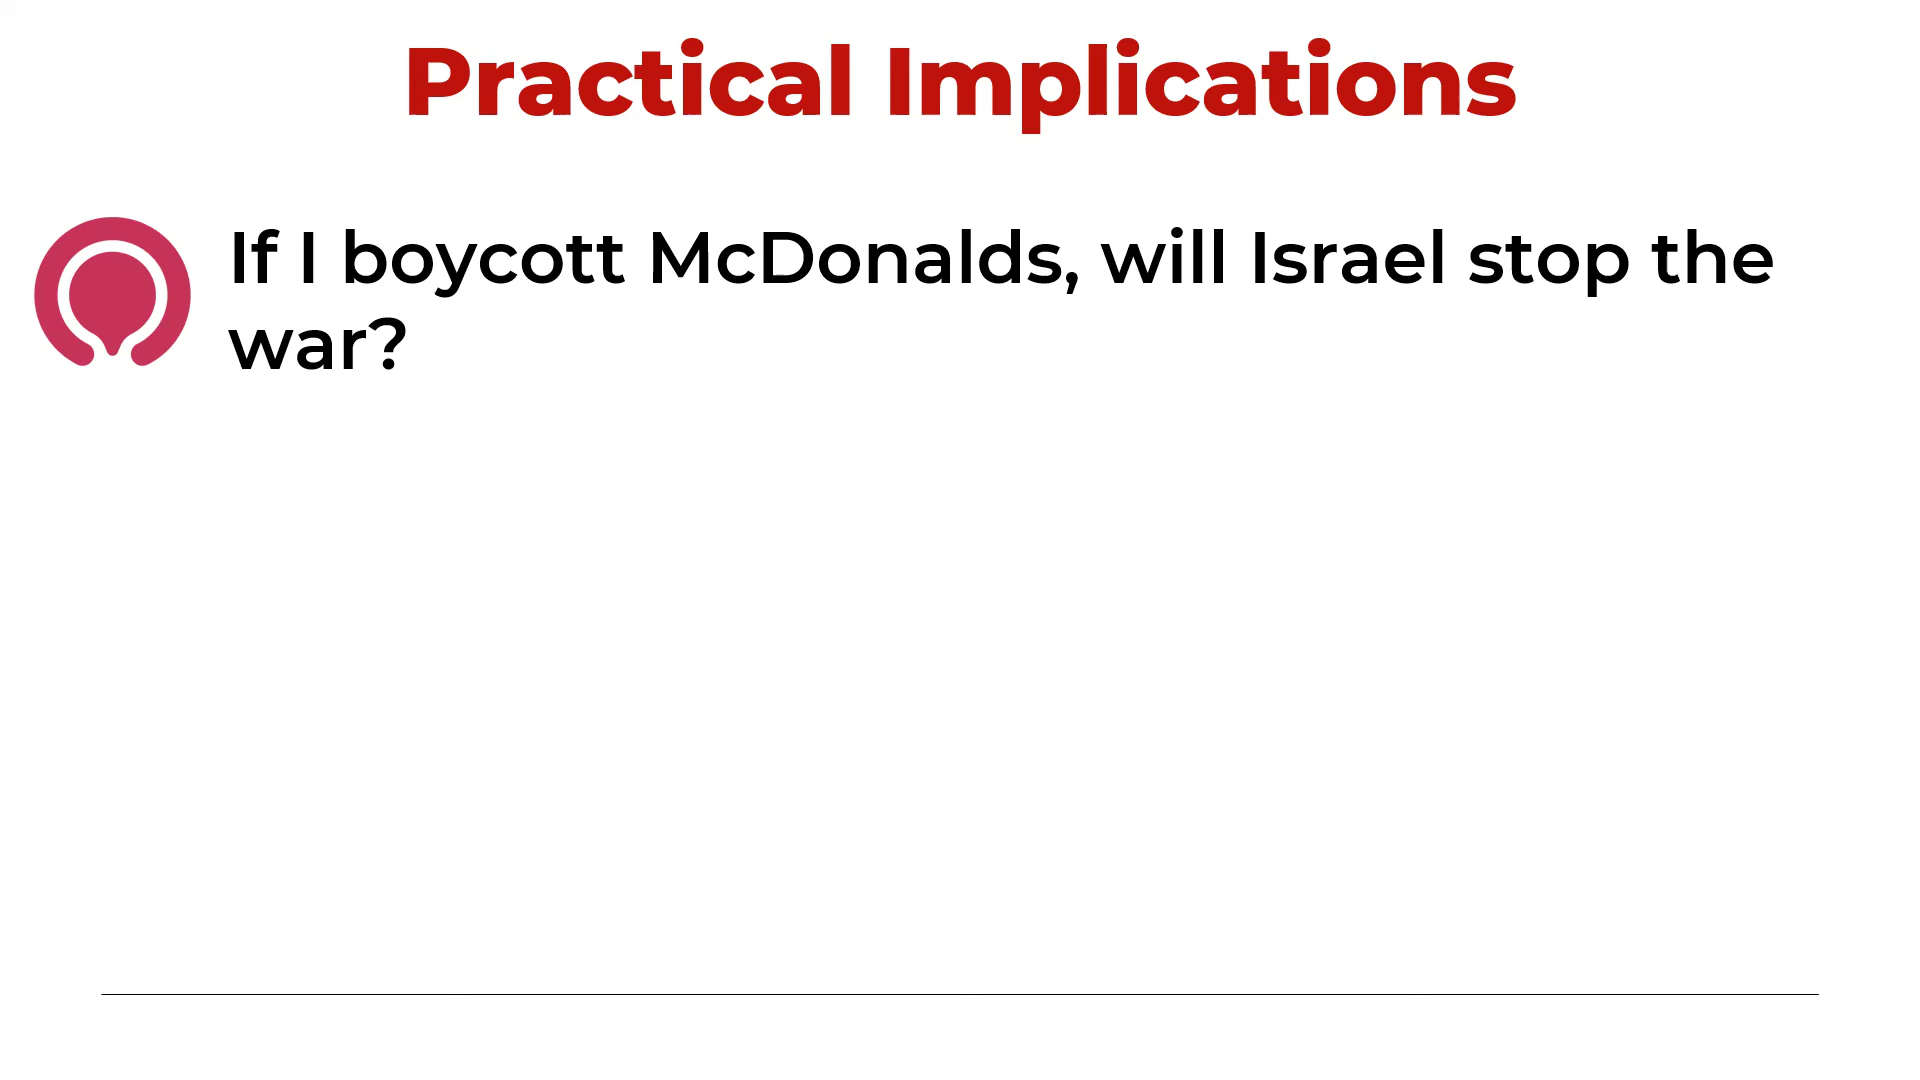 Practical Implications
If I boycott McDonalds, will Israel stop the
war?